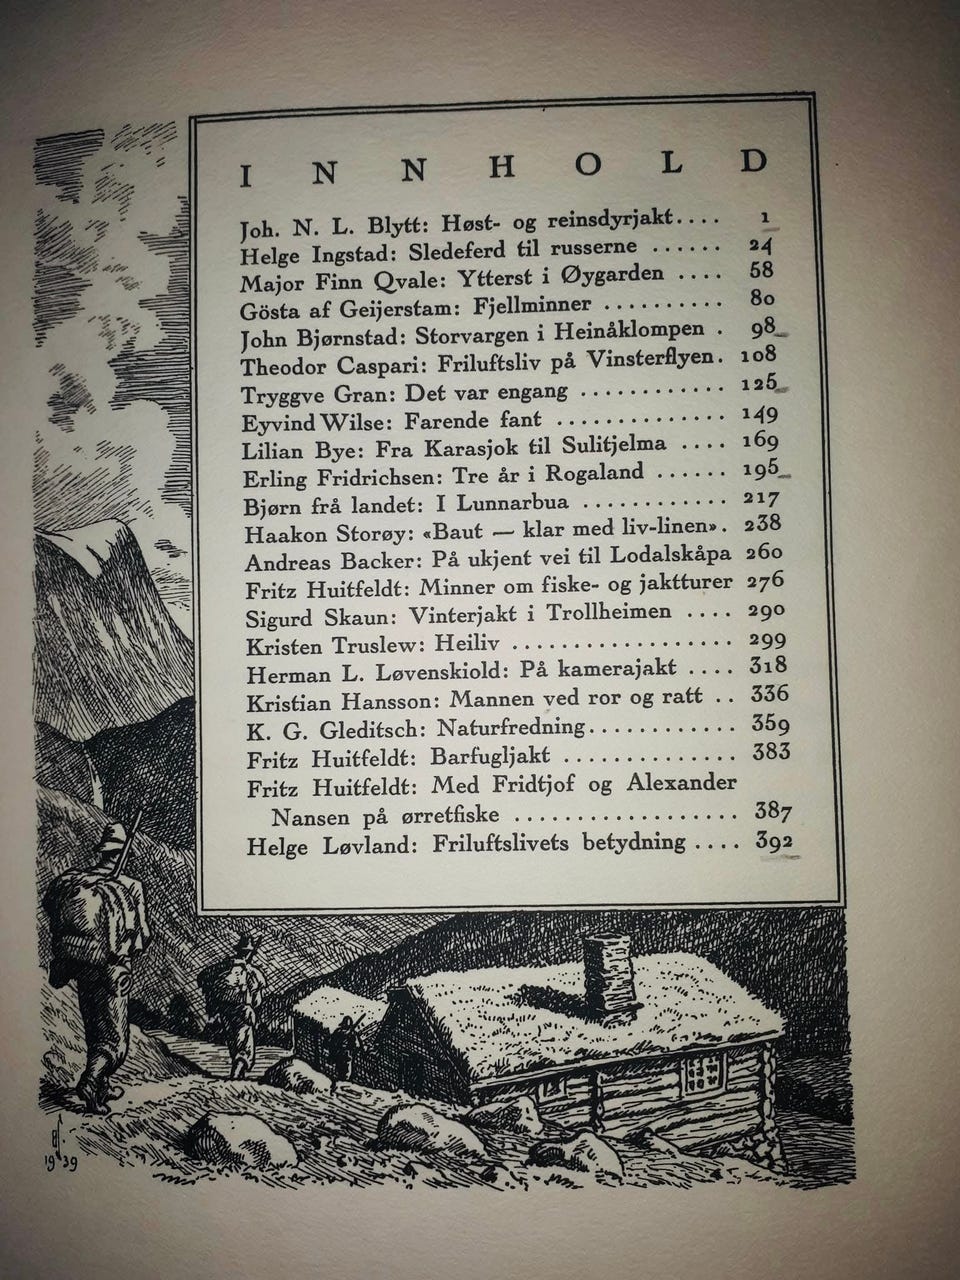 INNHOLD
Joh. N. L. Blytt: Høst- og reinsdyrjakt.... 1
Helge Ingstad: Sledeferd til russerne ...... 24
Major Finn Qvale: Ytterst i Øygarden .... 58
Gösta af Geijerstam: Fjellminner .......... 80
John Bjørnstad: Storvargen i Heinåklompen . 98
Theodor Caspari: Friluftsliv på Vinsterflyen. 108
Tryggve Gran: Det var engang ............ 126
Eyvind Wilse: Farende fant .............. 149
Lilian Bye: Fra Karasjok til Sulitjelma .... 169
Erling Fridrichsen: Tre år i Rogaland ...... 195
Bjørn frå landet: I Lunnarbua ............ 217
Haakon Storøy: «Baut — klar med liv-linen». 238
Andreas Backer: På ukjent vei til Lodalskåpa 260
Fritz Huitfeldt: Minner om fiske- og jaktturer 276
Sigurd Skaun: Vinterjakt i Trollheimen .... 290
Kristen Truslew: Heiliv .................. 299
Herman L. Løvenskiold: På kamerajakt .... 318
Kristian Hansson: Mannen ved ror og ratt .. 336
K. G. Gleditsch: Naturfredning............ 359
Fritz Huitfeldt: Barfugljakt .............. 383
Fritz Huitfeldt: Med Fridtjof og Alexander
Nansen på ørretfiske .................. 387
Helge Løvland: Friluftslivets betydning .... 392
1939